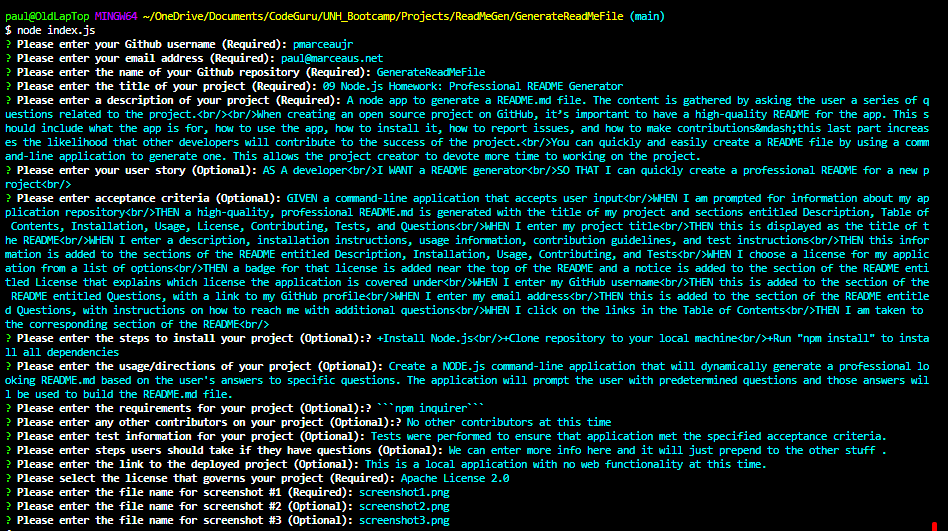 paul@OldLapTop MINGW64 ~/OneDrive/Documents/CodeGuru/UNH_Bootcamp/Projects/ReadMeGen/GenerateReadMeFile (main)
$ node index.js
? Please enter your Github username (Required): pmarceaujr
? Please enter your email address (Required): paul@marceaus.net
? Please enter the name of your Github repository (Required): GenerateReadMeFile
? Please enter the title of your project (Required): 09 Node.js Homework: Professional README Generator
? Please enter a description of your project (Required): A node app to generate a README.md file. The content is gathered by asking the user a series of q
uestions related to the project.<br/><br/>When creating an open source project on GitHub, it's important to have a high-quality README for the app. This s
hould include what the app is for, how to use the app, how to install it, how to report issues, and how to make contributions&mdash;this last part increas
es the likelihood that other developers will contribute to the success of the project.<br/>You can quickly and easily create a README file by using a comm
and-line application to generate one. This allows the project creator to devote more time to working on the project.
? Please enter your user story (Optional): AS A developer<br/>I WANT a README generator<br/>SO THAT I can quickly create a professional README for a new p
roject<br/>
? Please enter acceptance criteria (Optional): GIVEN a command-line application that accepts user input<br/>WHEN I am prompted for information about my ap
plication repository<br/>THEN a high-quality, professional README.md is generated with the title of my project and sections entitled Description, Table of
Contents, Installation, Usage, License, Contributing, Tests, and Questions<br/>WHEN I enter my project title<br/>THEN this is displayed as the title of t
he README<br/>WHEN I enter a description, installation instructions, usage information, contribution guidelines, and test instructions<br/>THEN this infor
mation is added to the sections of the README entitled Description, Installation, Usage, Contributing, and Tests<br/>WHEN I choose a license for my applic
ation from a list of options<br/>THEN a badge for that license is added near the top of the README and a notice is added to the section of the README enti
tled License that explains which license the application is covered under<br/>WHEN I enter my GitHub username<br/>THEN this is added to the section of the
README entitled Questions, with a link to my GitHub profile<br/>WHEN I enter my email address<br/>THEN this is added to the section of the README entitle
d Questions, with instructions on how to reach me with additional questions<br/>WHEN I click on the links in the Table of Contents<br/>THEN I am taken to
the corresponding section of the README<br/>
? Please enter the steps to install your project (Optional):? +Install Node.js<br/>+Clone repository to your local machine<br/>+Run "npm install" to insta
ll all dependencies
? Please enter the usage/directions of your project (Optional): Create a NODE.js command-line application that will dynamically generate a professional lo
oking README.md based on the user's answers to specific questions. The application will prompt the user with predetermined questions and those answers wil
l be used to build the README.md file.
? Please enter the requirements for your project (Optional):? ```npm inquirer```
? Please enter any other contributors on your project (Optional):? No other contributors at this time
? Please enter test information for your project (Optional): Tests were performed to ensure that application met the specified acceptance criteria.
? Please enter steps users should take if they have questions (Optional): We can enter more info here and it will just prepend to the other stuff .
? Please enter the link to the deployed project (Optional): This is a local application with no web functionality at this time.
? Please select the license that governs your project (Required): Apache License 2.0
? Please enter the file name for screenshot #1 (Required): screenshot1.png
? Please enter the file name for screenshot #2 (Optional): screenshot2.png
? Please enter the file name for screenshot #3 (Optional): screenshot3.png